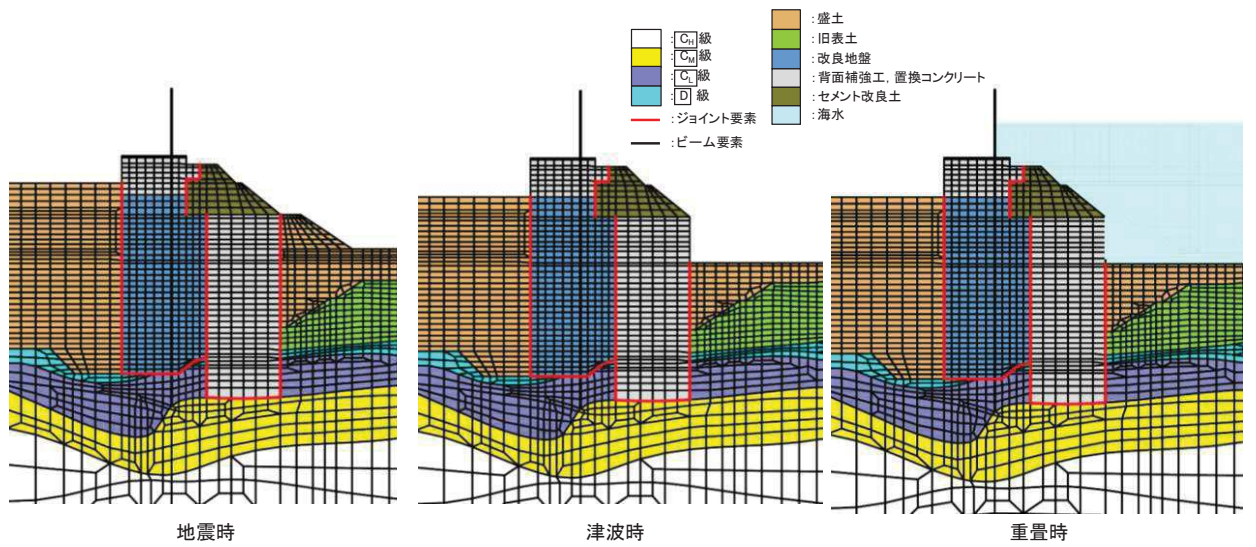 :CH級
:CM級
:CL級
:D 級
:ジョイント要素
:ビーム要素
:盛土
:旧表土
:改良地盤
:背面補強工, 置換コンクリート
:セメント改良土
:海水
地震時
津波時
重畳時